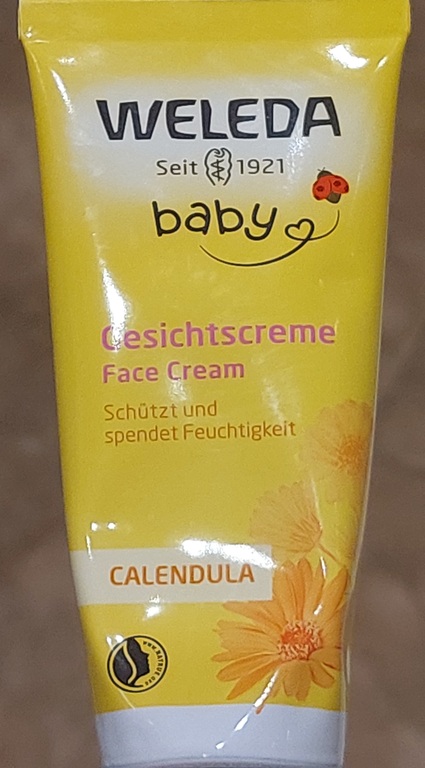 WELEDA
Seit 1921
baby
Gesichtscreme
Face Cream
Schützt und
spendet Feuchtigkeit
CALENDULA